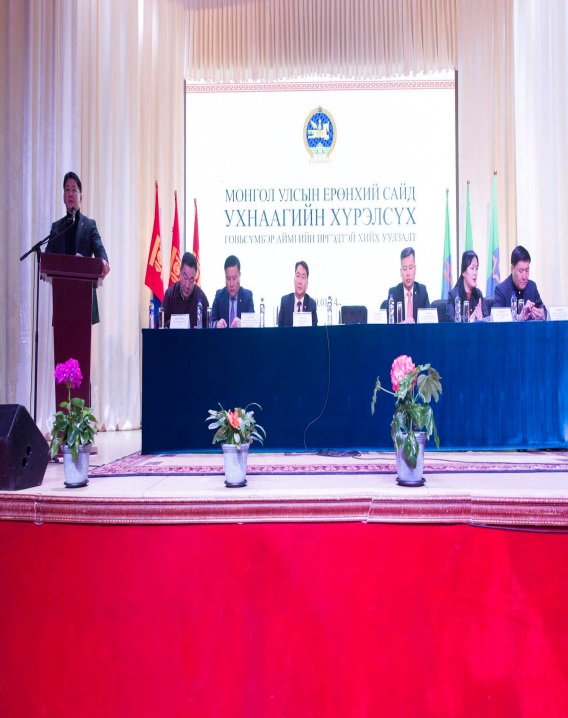 МОНГОЛ УЛСЫН ЕРӨНХИЙ САЙД
УХНААГИЙН ХҮРЭЛСҮХ
ГОВЬСҮМБЭР АЙМГИЙН ИРГЭДТЭЙ ХИЙХ УУЛЗАЛТ